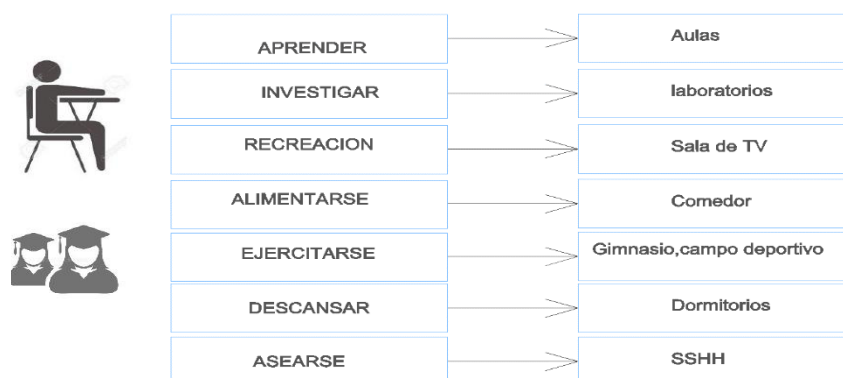 APRENDER
Aulas
INVESTIGAR
laboratorios
RECREACION
Sala de TV
ALIMENTARSE
Comedor
EJERCITARSE
Gimnasio,campo deportivo
DESCANSAR
Dormitorios
ASEARSE
SSHH